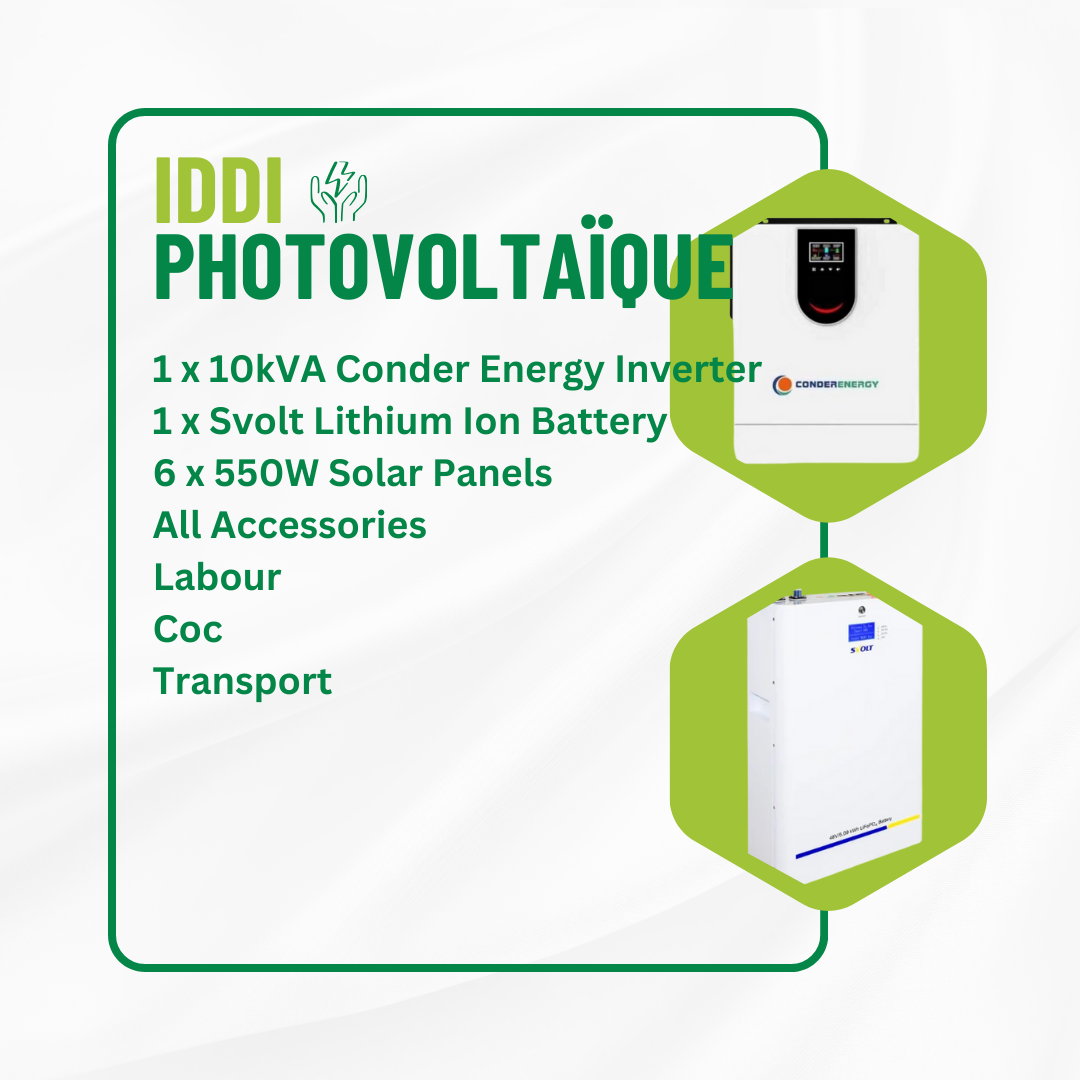 IDDI
PHOTOVOLTAÏQUE
1 x 10kVA Conder Energy Inverter
1 x Svolt Lithium Ion Battery
6 x 550W Solar Panels
All Accessories
Labour
Coc
Transport
CONDERENERGY
SVOLT